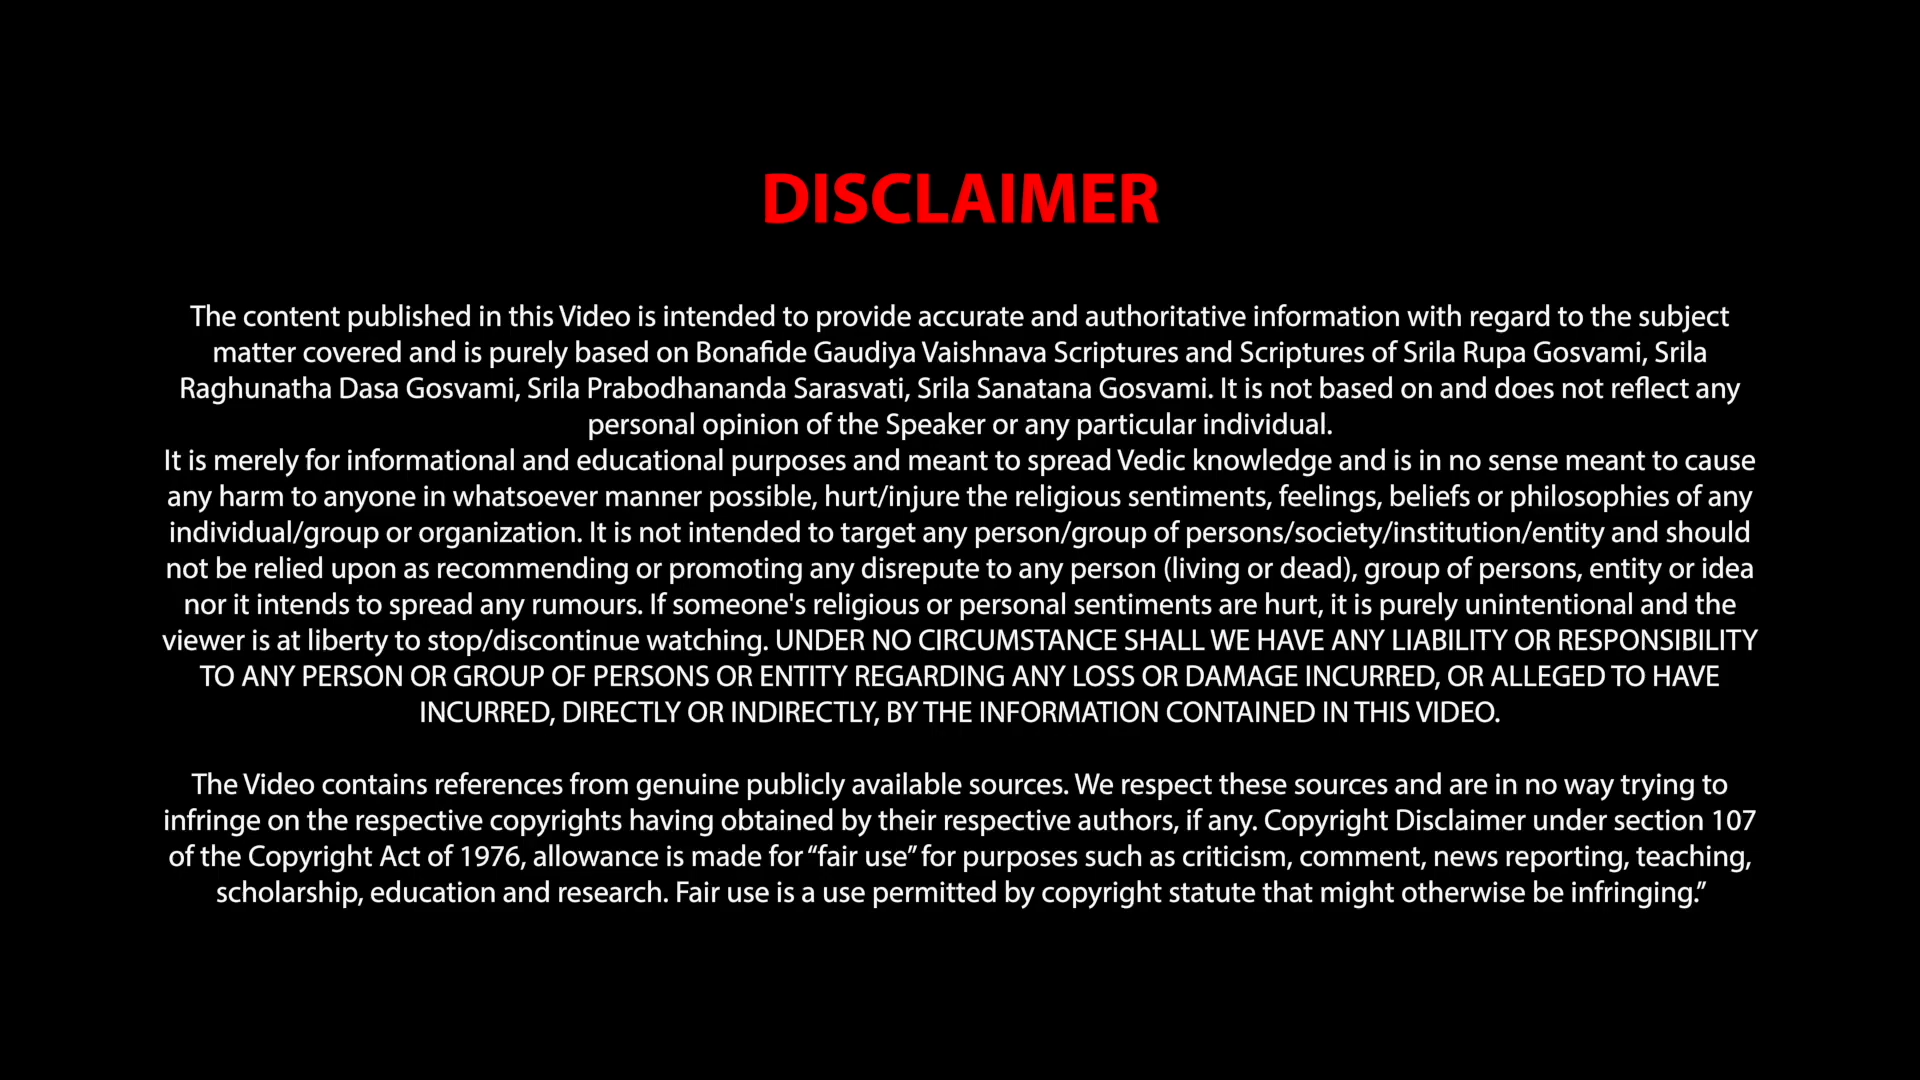 DISCLAIMER
The content published in this Video is intended to provide accurate and authoritative information with regard to the subject
matter covered and is purely based on Bonafide Gaudiya Vaishnava Scriptures and Scriptures of Srila Rupa Gosvami, Srila
Raghunatha Dasa Gosvami, Srila Prabodhananda Sarasvati, Srila Sanatana Gosvami. It is not based on and does not reflect any
personal opinion of the Speaker or any particular individual.
It is merely for informational and educational purposes and meant to spread Vedic knowledge and is in no sense meant to cause
any harm to anyone in whatsoever manner possible, hurt/injure the religious sentiments, feelings, beliefs or philosophies of any
individual/group or organization. It is not intended to target any person/group of persons/society/institution/entity and should
not be relied upon as recommending or promoting any disrepute to any person (living or dead), group of persons, entity or idea
nor it intends to spread any rumours. If someone's religious or personal sentiments are hurt, it is purely unintentional and the
viewer is at liberty to stop/discontinue watching. UNDER NO CIRCUMSTANCE SHALL WE HAVE ANY LIABILITY OR RESPONSIBILITY
TO ANY PERSON OR GROUP OF PERSONS OR ENTITY REGARDING ANY LOSS OR DAMAGE INCURRED, OR ALLEGED TO HAVE
INCURRED, DIRECTLY OR INDIRECTLY, BY THE INFORMATION CONTAINED IN THIS VIDEO.
The Video contains references from genuine publicly available sources. We respect these sources and are in no way trying to
infringe on the respective copyrights having obtained by their respective authors, if any. Copyright Disclaimer under section 107
of the Copyright Act of 1976, allowance is made for “fair use” for purposes such as criticism, comment, news reporting, teaching,
scholarship, education and research. Fair use is a use permitted by copyright statute that might otherwise be infringing.”